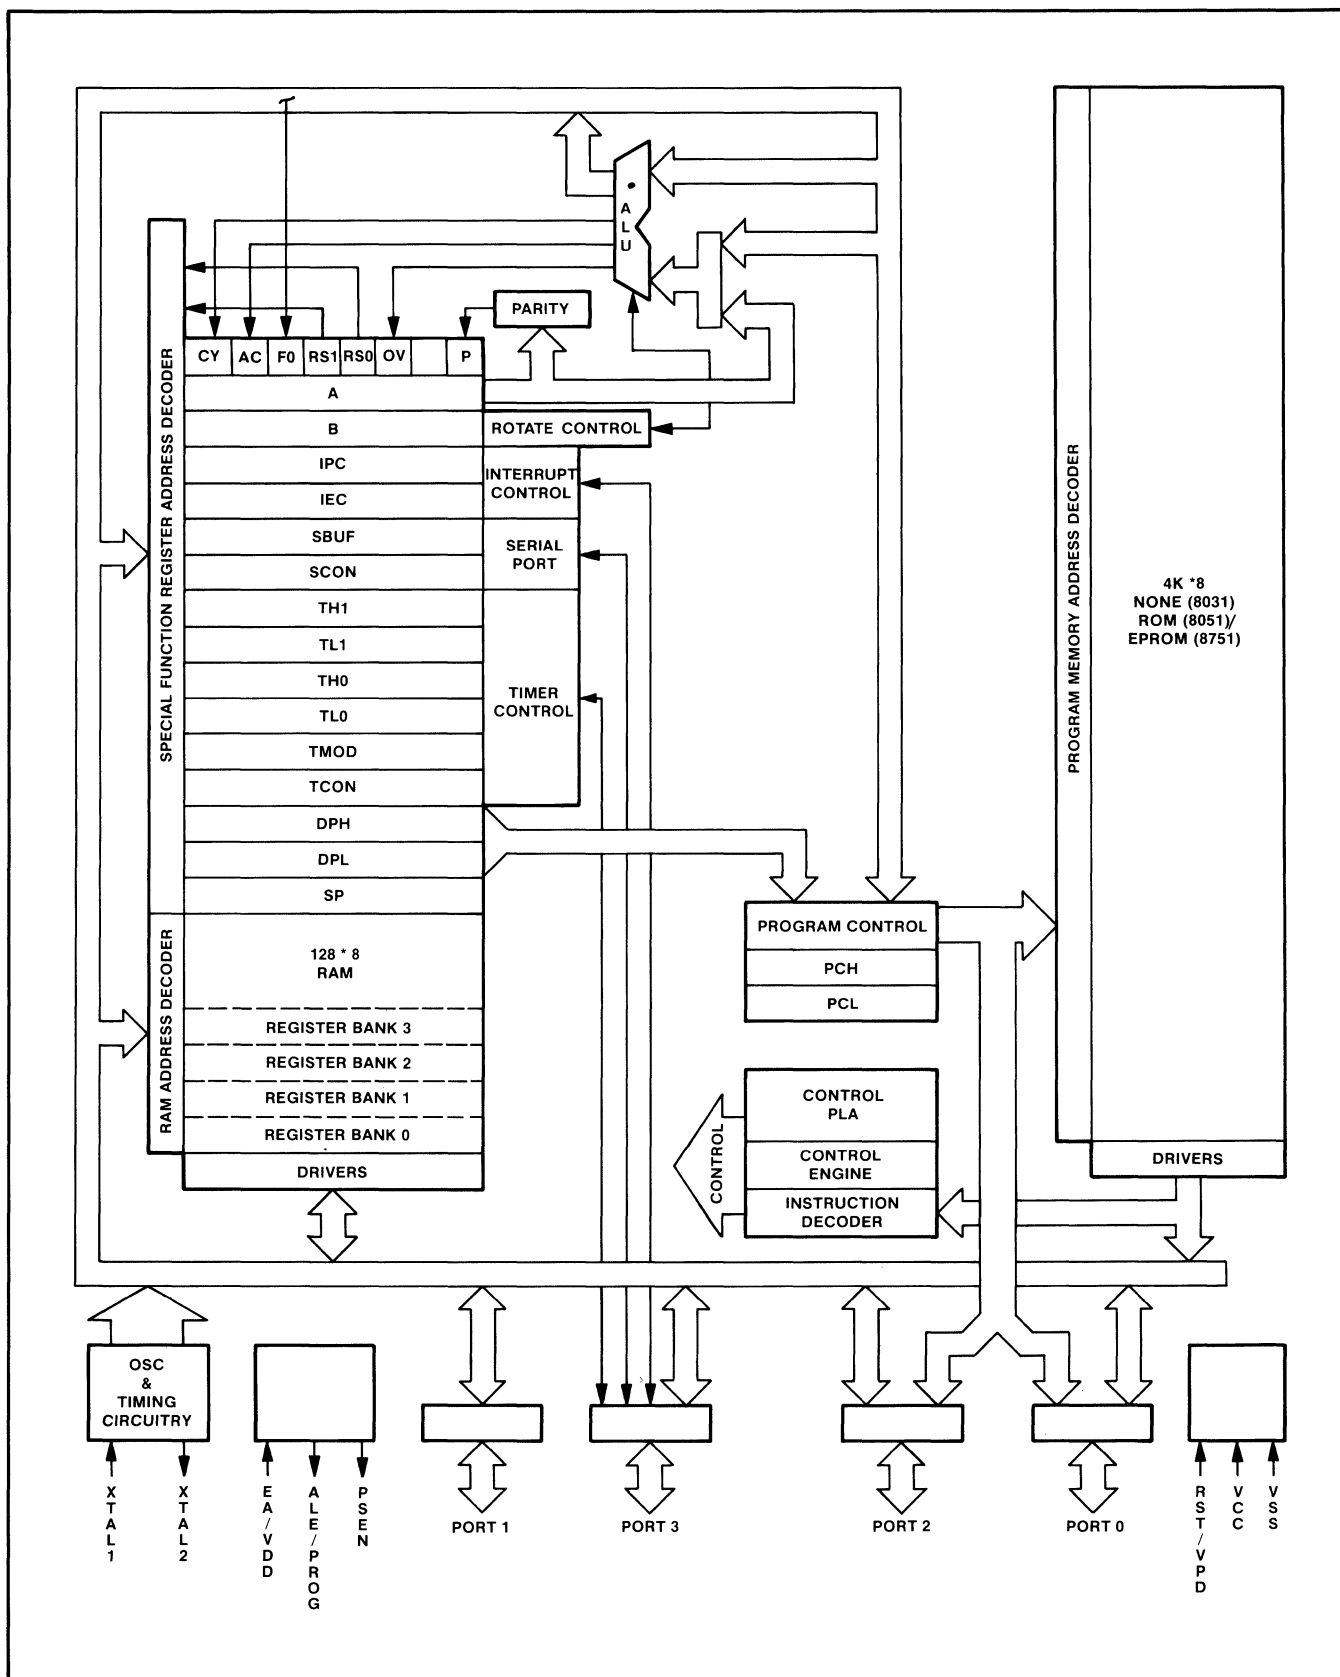 ALU
PARITY
CY AC F0 RS1 RS0 OV P
A
B
ROTATE CONTROL
IPC
IEC
INTERRUPT
CONTROL
SBUF
SCON
SERIAL
PORT
TH1
TL1
TH0
TL0
TMOD
TCON
TIMER
CONTROL
DPH
DPL
SP
SPECIAL FUNCTION REGISTER ADDRESS DECODER
RAM ADDRESS DECODER
128 * 8
RAM
REGISTER BANK 3
REGISTER BANK 2
REGISTER BANK 1
REGISTER BANK 0
DRIVERS
PROGRAM CONTROL
PCH
PCL
CONTROL
CONTROL
PLA
CONTROL
ENGINE
INSTRUCTION
DECODER
PROGRAM MEMORY ADDRESS DECODER
4K *8
NONE (8031)
ROM (8051)/
EPROM (8751)
DRIVERS
OSC
&
TIMING
CIRCUITRY
XTAL1
XTAL2
EA/VDD
ALE/PROG
PSEN
PORT 1
PORT 3
PORT 2
PORT 0
RST/VPD
VCC
VSS